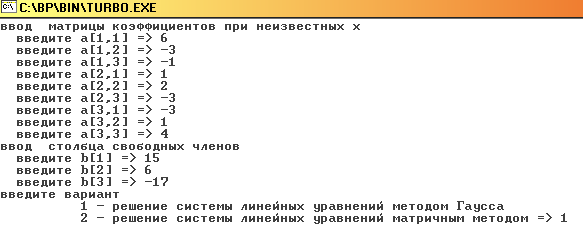 C:\BP\BIN\TURBO.EXE
ввод матрицы коэффициентов при неизвестных x
введите a[1,1] => 6
введите a[1,2] => -3
введите a[1,3] => -1
введите a[2,1] => 1
введите a[2,2] => 2
введите a[2,3] => -3
введите a[3,1] => -3
введите a[3,2] => 1
введите a[3,3] => 4
ввод столбца свободных членов
введите b[1] => 15
введите b[2] => 6
введите b[3] => -17
введите вариант
1 - решение системы линейных уравнений методом Гаусса
2 - решение системы линейных уравнений матричным методом => 1